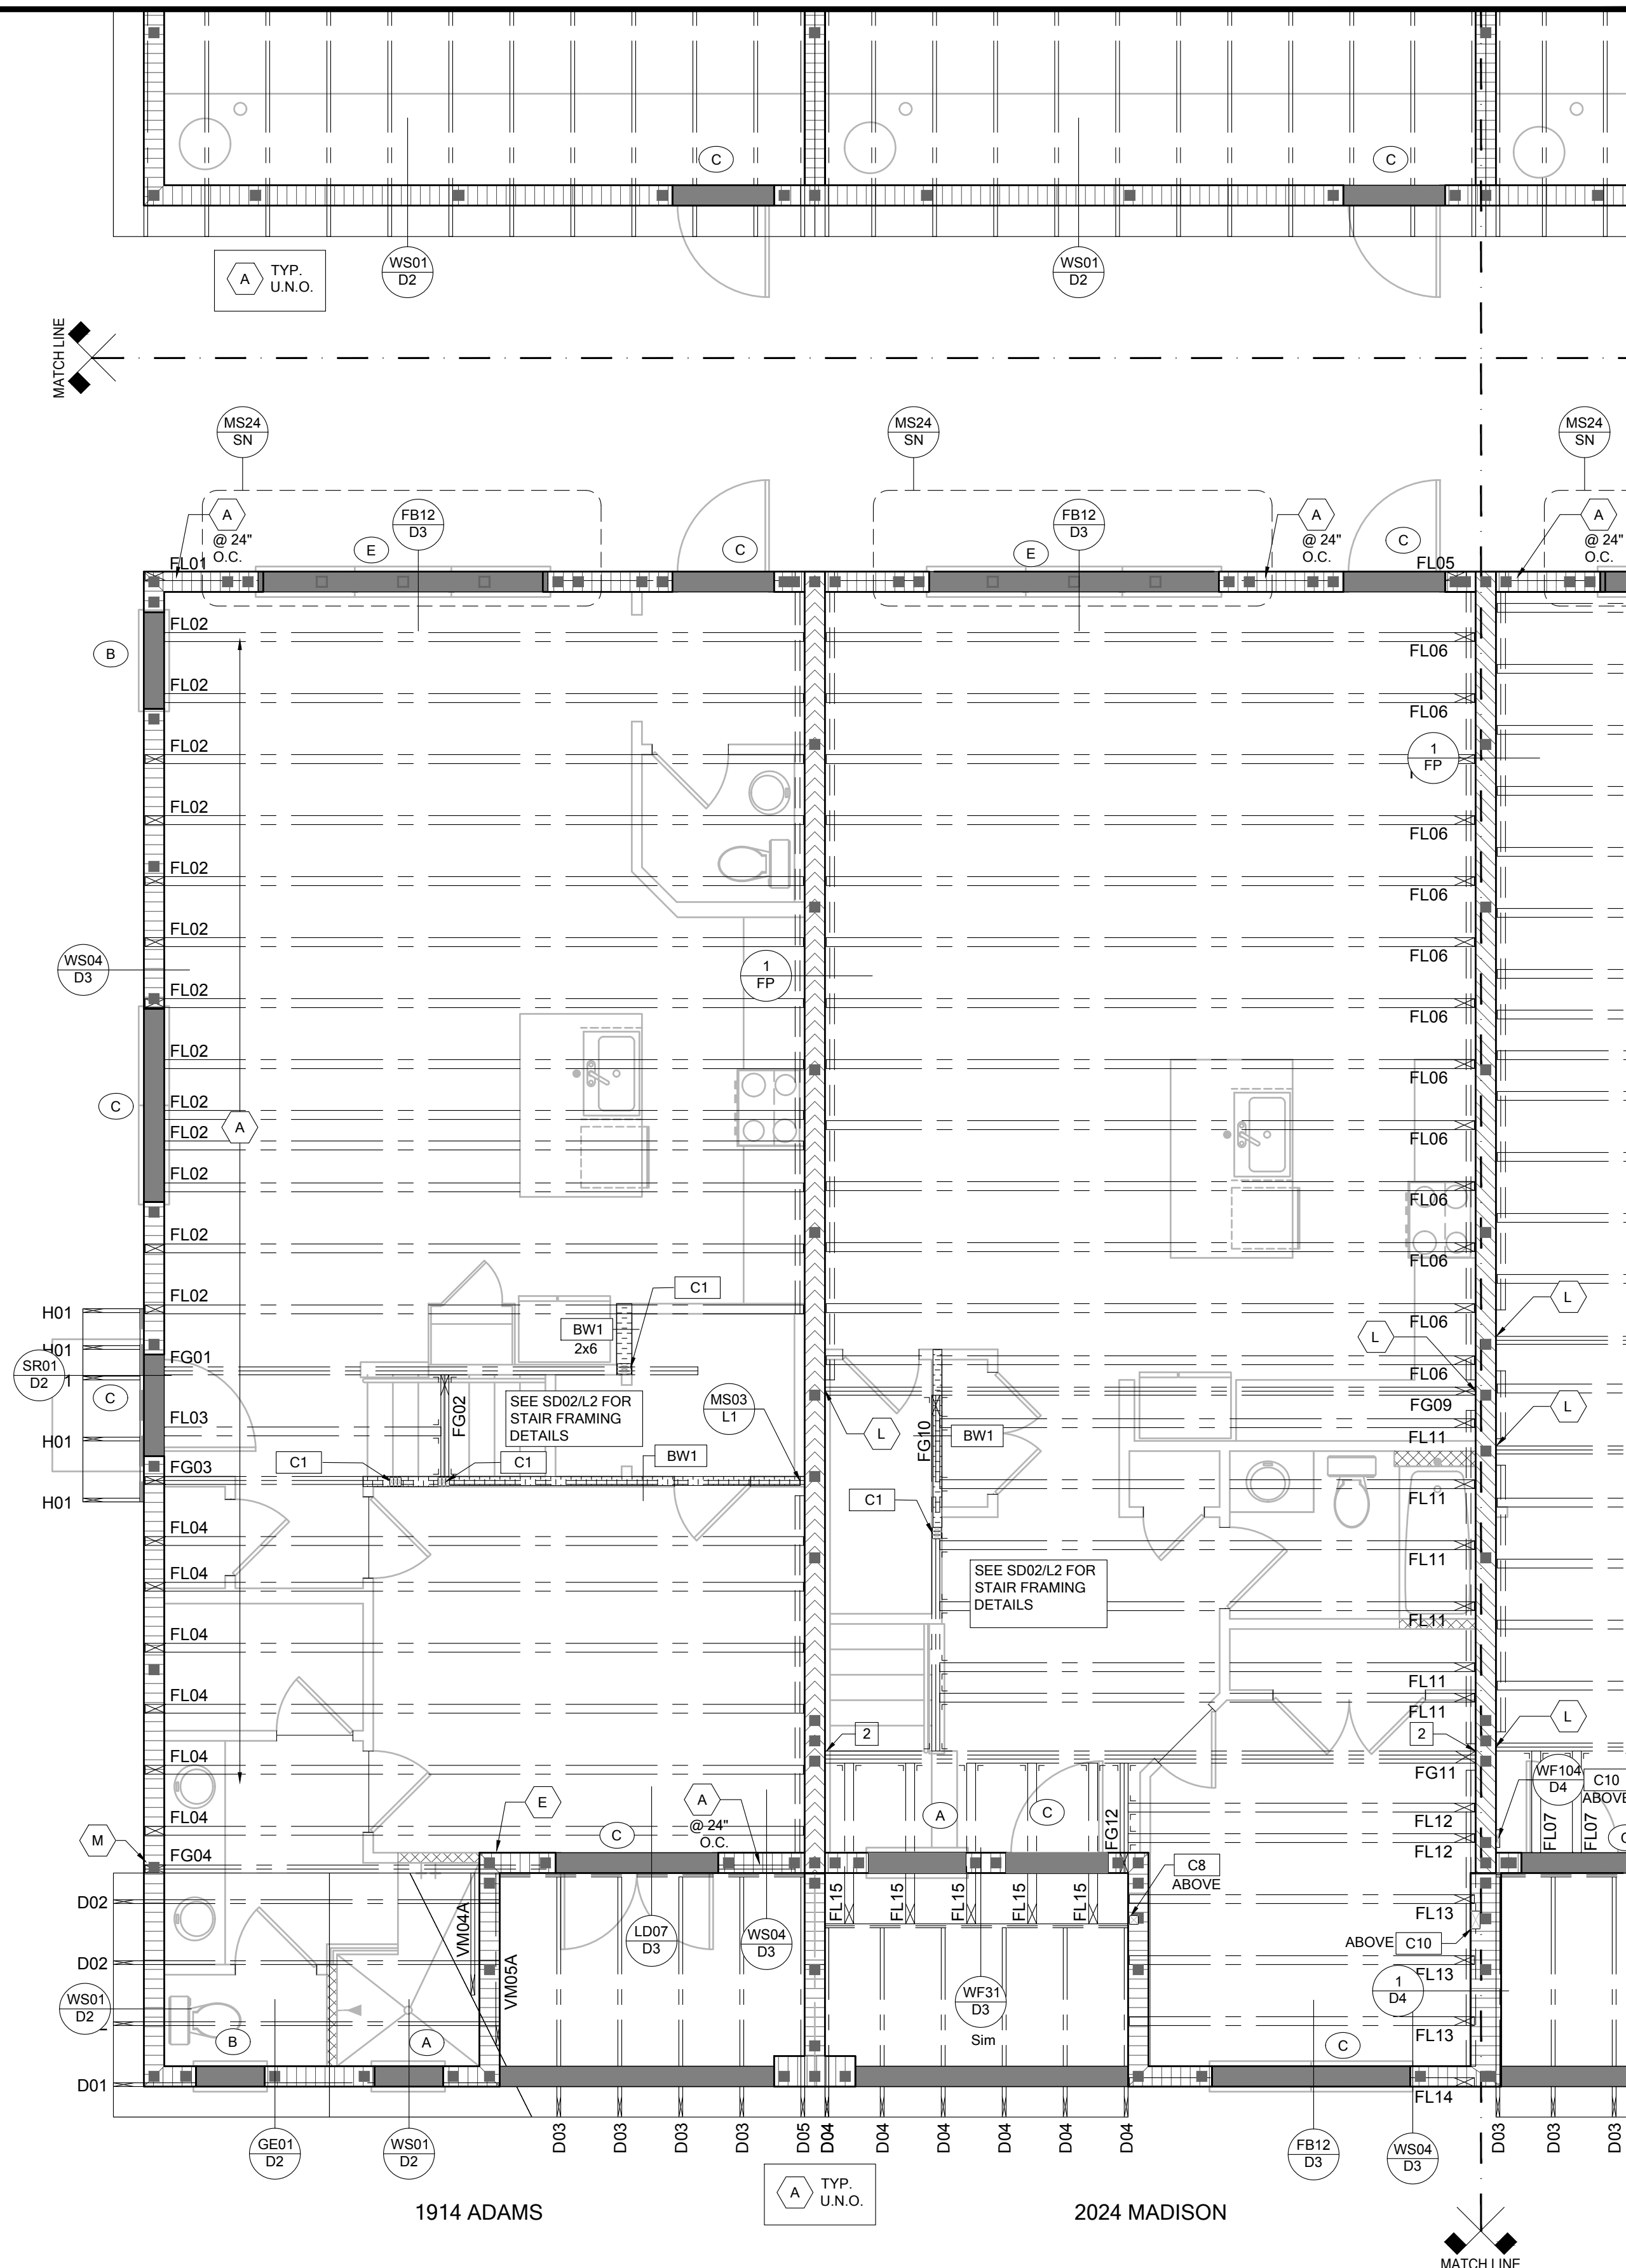 C
C
A
TYP.
U.N.O.
WS01
D2
WS01
D2
MATCH LINE
MS24
SN
MS24
SN
MS24
SN
A
@ 24"
O.C.
E
FB12
D3
C
E
FB12
D3
A
@ 24"
O.C.
C
A
@ 24"
O.C.
FL01
FL05
FL02
B
FL06
FL02
FL06
FL02
1
FP
FL02
FL06
FL02
FL06
FL02
FL06
WS04
D3
1
FP
FL02
FL06
FL02
FL06
FL02
C
A
FL02
FL06
FL02
FL06
FL02
FL06
FL02
C1
L
H01
BW1
2x6
FL06
L
H01
FG01
SR01
D2
C
FL06
FG09
SEE SD02/L2 FOR
STAIR FRAMING
DETAILS
MS03
L1
L
FL03
FG02
L
FG10
BW1
FL11
H01
BW1
C1
C1
FG03
H01
C1
FL11
FL04
FL11
FL04
SEE SD02/L2 FOR
STAIR FRAMING
DETAILS
FL11
FL04
FL11
FL04
FL11
L
2
2
FL04
FG11
WF104
D4
C10
ABOVE
E
A
@ 24"
O.C.
A
C
FG12
FL12
FL07
FL07
FL04
C
M
FL12
C
FG04
C8
ABOVE
D02
VM04A
FL15
FL15
FL15
FL15
FL15
FL13
LD07
D3
WS04
D3
ABOVE
C10
D02
VM05A
FL13
1
D4
WS01
D2
WF31
D3
Sim
FL13
B
A
C
D01
FL14
D03
D03
D03
D03
D05
D04
D04
D04
D04
D04
D04
D03
D03
D03
GE01
D2
WS01
D2
FB12
D3
WS04
D3
A
TYP.
U.N.O.
1914 ADAMS
2024 MADISON
MATCH LINE